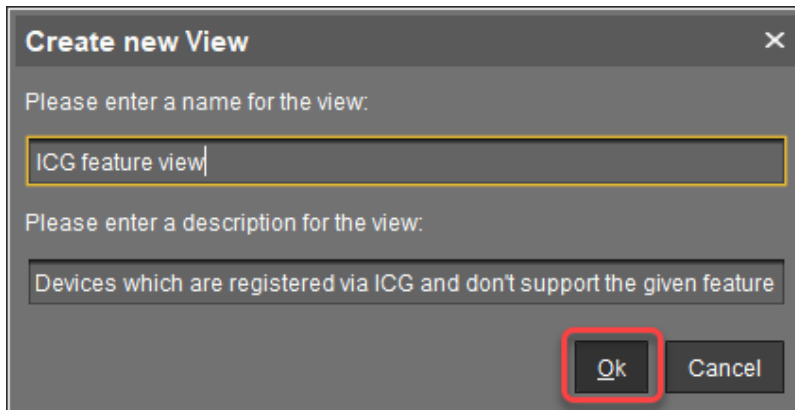 Create new View
Please enter a name for the view:
ICG feature view
Please enter a description for the view:
Devices which are registered via ICG and don't support the given feature
Ok Cancel